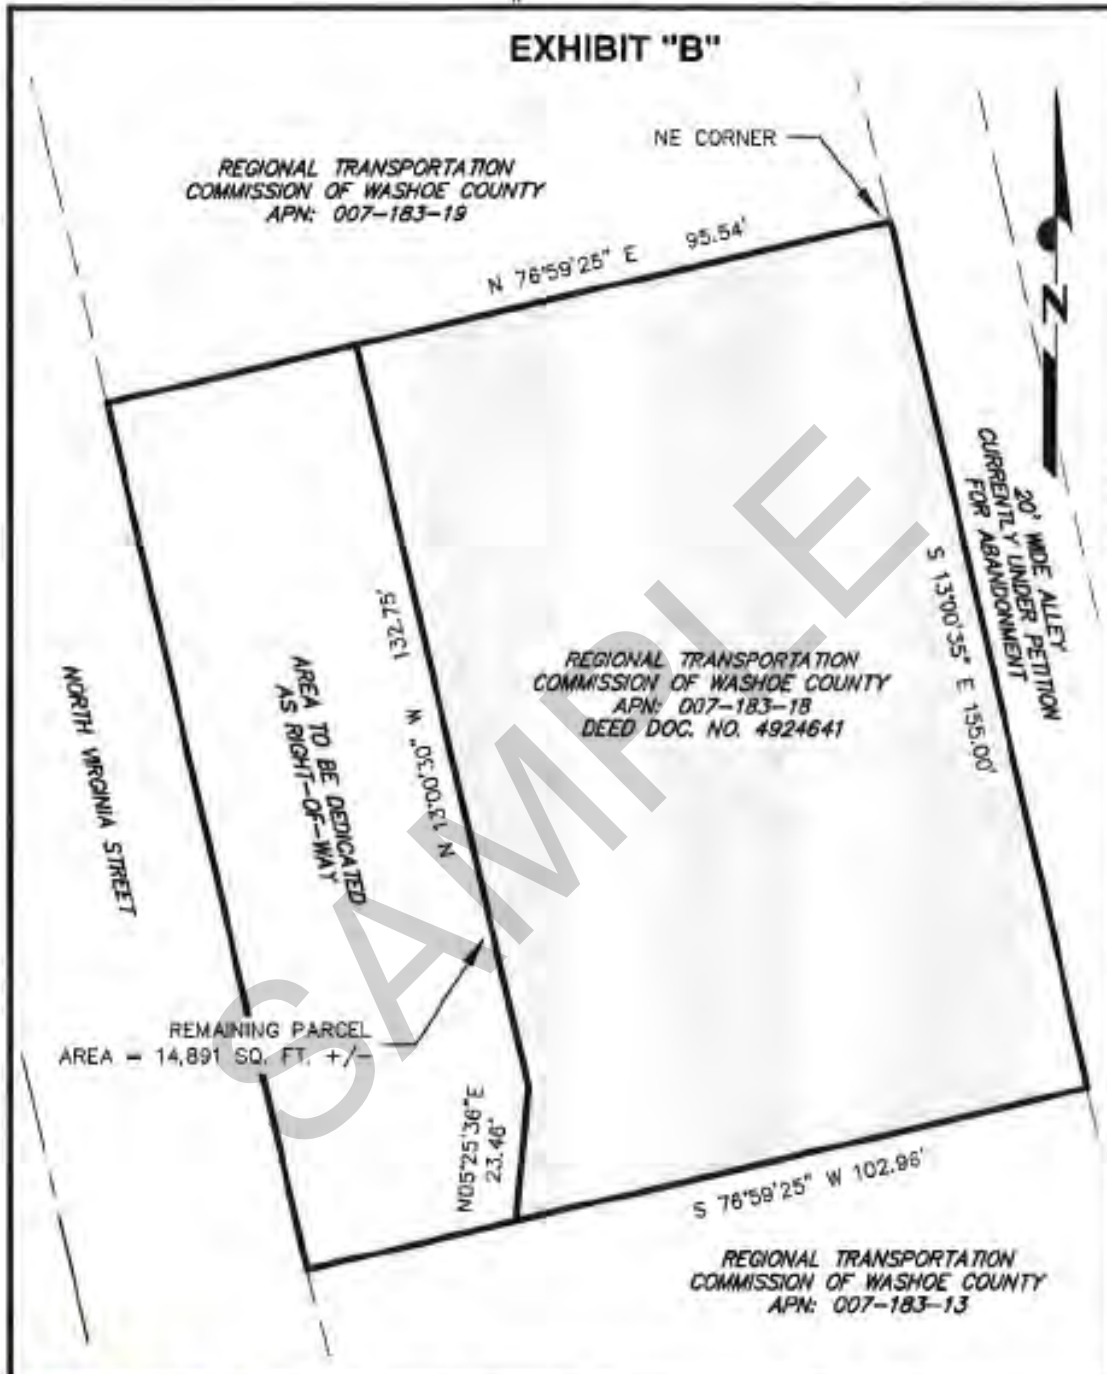 EXHIBIT "B"
NE CORNER
REGIONAL TRANSPORTATION
COMMISSION OF WASHOE COUNTY
APN: 007-183-19
N 76°59'25" E 95.54'
N
20' WIDE ALLEY
CURRENTLY UNDER PETITION
FOR ABANDONMENT
S 13°00'35" E 155.00'
N 13°00'30" W 132.75'
REGIONAL TRANSPORTATION
COMMISSION OF WASHOE COUNTY
APN: 007-183-18
DEED DOC. NO. 4924641
AREA TO BE DEDICATED
AS RIGHT-OF-WAY
NORTH VIRGINIA STREET
SAMPLE
REMAINING PARCEL
AREA = 14,891 SQ. FT. +/-
N05°25'36"E
23.46'
S 76°59'25" W 102.96'
REGIONAL TRANSPORTATION
COMMISSION OF WASHOE COUNTY
APN: 007-183-13